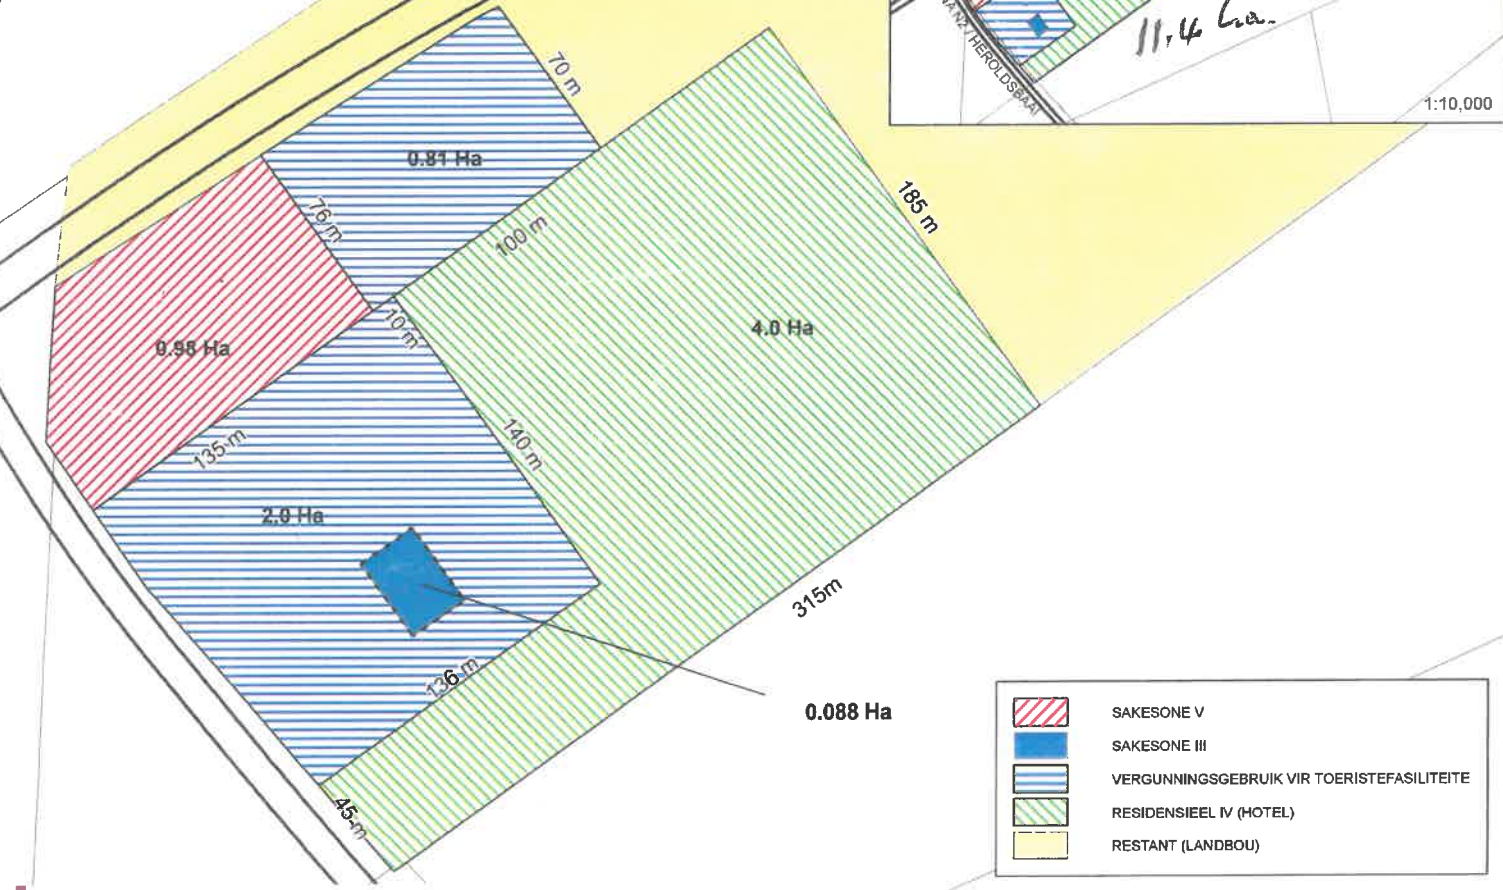 NA N2 / HEROLDSBAAI
11.4 ha.
1:10,000
70 m
0.81 Ha
76 m
100 m
185 m
10 m
4.0 Ha
0.98 Ha
135 m
140 m
2.0 Ha
315m
136 m
0.088 Ha
45 m
SAKESONE V
SAKESONE III
VERGUNNINGSGEBRUIK VIR TOERISTEFASILITEITE
RESIDENSIEEL IV (HOTEL)
RESTANT (LANDBOU)